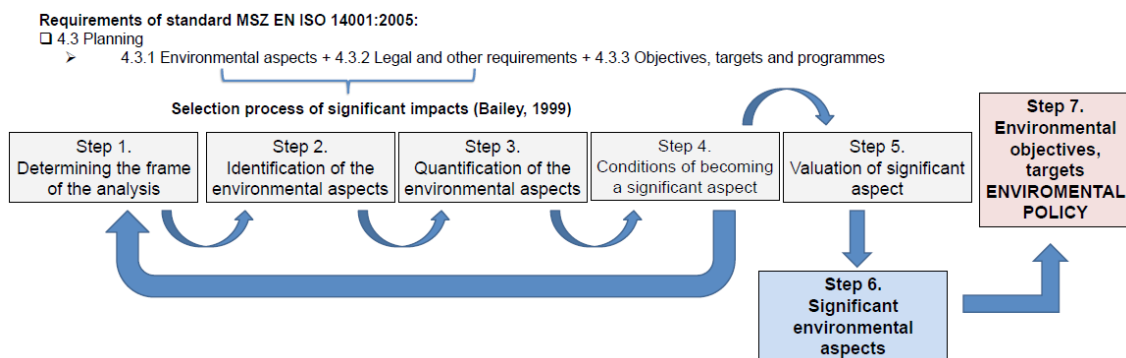 Requirements of standard MSZ EN ISO 14001:2005:
❑ 4.3 Planning
➢ 4.3.1 Environmental aspects + 4.3.2 Legal and other requirements + 4.3.3 Objectives, targets and programmes
Selection process of significant impacts (Bailey, 1999)
Step 1.
Determining the frame
of the analysis
Step 2.
Identification of the
environmental aspects
Step 3.
Quantification of the
environmental aspects
Step 4.
Conditions of becoming
a significant aspect
Step 5.
Valuation of significant
aspect
Step 6.
Significant
environmental
aspects
Step 7.
Environmental
objectives,
targets
ENVIROMENTAL
POLICY